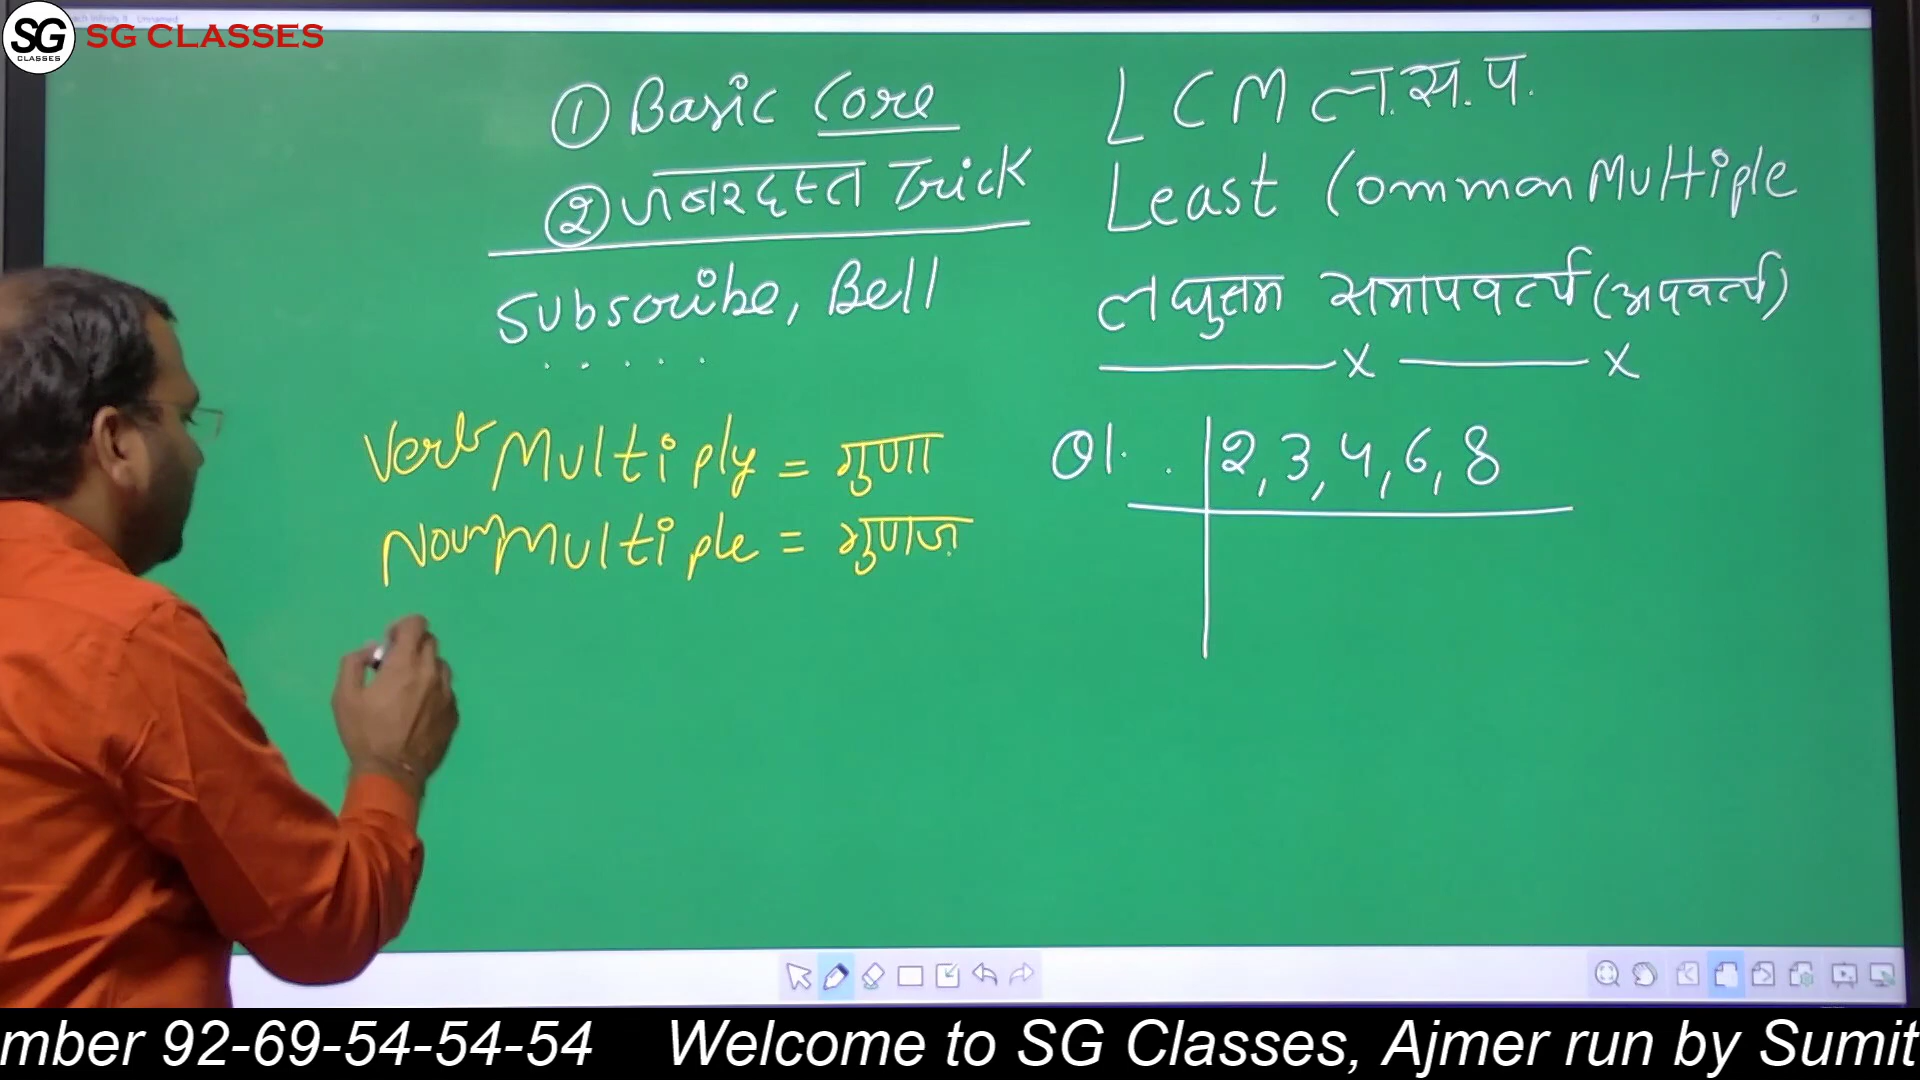 SG CLASSES
SG CLASSES
① Basic Core
② जबरदस्त Trick
Subscribe, Bell
Verb Multiply = गुणा
Noun Multiple = गुणज
LCM ल.स.प.
Least Common Multiple
लघुत्तम समापवर्त्य (अपवर्त्य)
x x
Q1. 2, 3, 4, 6, 8
mber 92-69-54-54-54 Welcome to SG Classes, Ajmer run by Sumit